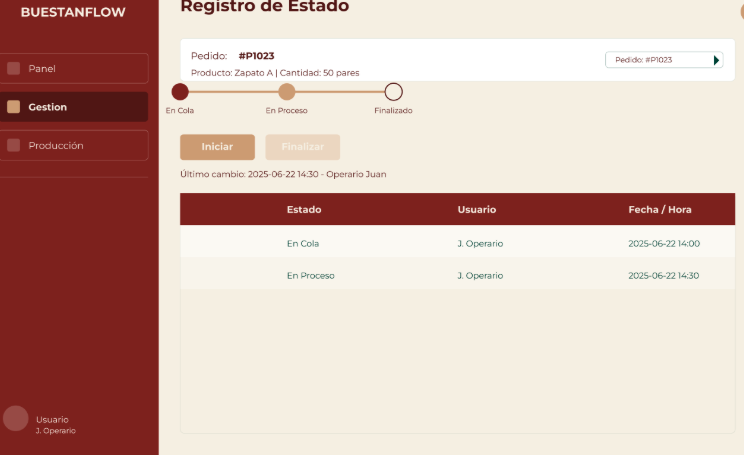 BUESTANFLOW
Panel
Gestion
Producción
Usuario
J. Operario
Registro de Estado
Pedido: #P1023
Producto: Zapato A | Cantidad: 50 pares
Pedido: #P1023
En Cola En Proceso Finalizado
Iniciar Finalizar
Último cambio: 2025-06-22 14:30 - Operario Juan
Estado Usuario Fecha / Hora
En Cola J. Operario 2025-06-22 14:00
En Proceso J. Operario 2025-06-22 14:30